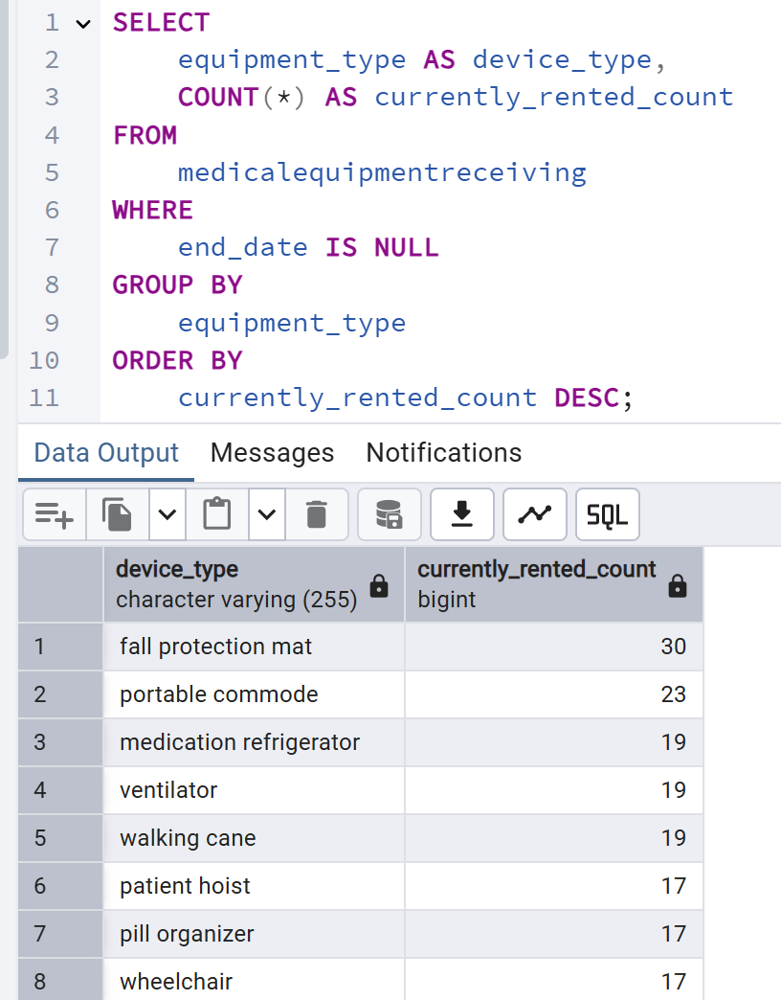 1 SELECT
2 equipment_type AS device_type,
3 COUNT(*) AS currently_rented_count
4 FROM
5 medicalequipmentreceiving
6 WHERE
7 end_date IS NULL
8 GROUP BY
9 equipment_type
10 ORDER BY
11 currently_rented_count DESC;
Data Output Messages Notifications
SQL
device_type currently_rented_count
character varying (255) bigint
1 fall protection mat 30
2 portable commode 23
3 medication refrigerator 19
4 ventilator 19
5 walking cane 19
6 patient hoist 17
7 pill organizer 17
8 wheelchair 17